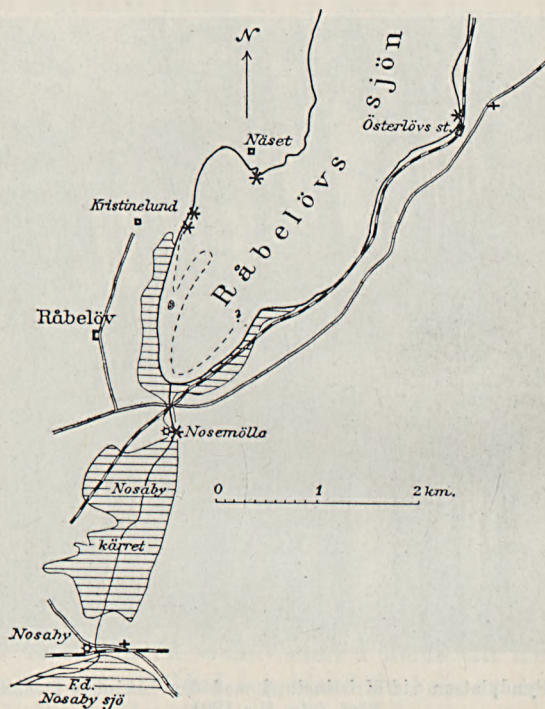 N
sjön
Österlövs st.
Näset
Råbelövs
Kristinelund
?
Råbelöv
Nosemölla
Nosaby
0 1 2 km.
kärret
Nosaby
F.d.
Nosaby sjö